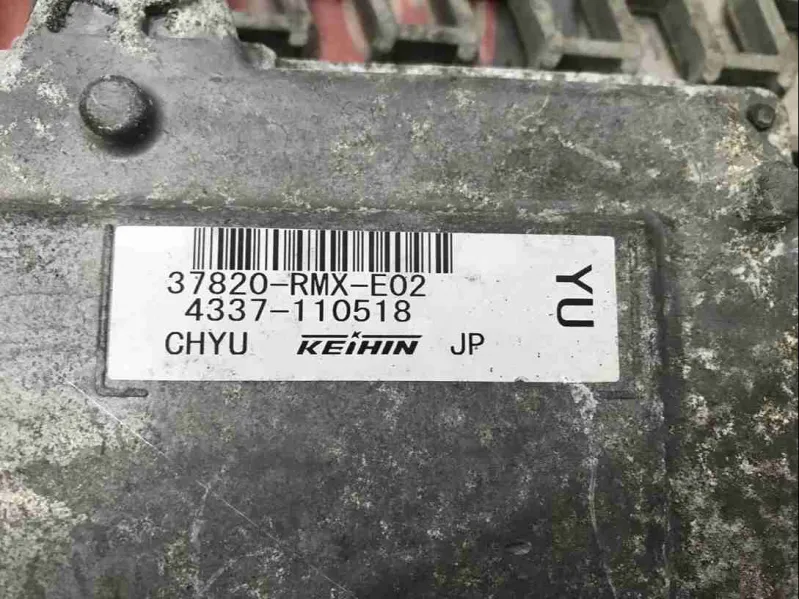 37820-RMX-E02
4337-110518
CHYU KEIHIN JP
YU